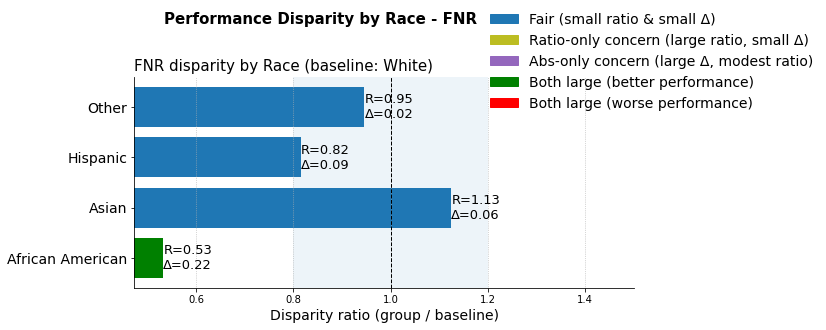 Performance Disparity by Race - FNR
Fair (small ratio & small Δ)
Ratio-only concern (large ratio, small Δ)
Abs-only concern (large Δ, modest ratio)
Both large (better performance)
Both large (worse performance)
FNR disparity by Race (baseline: White)
Other
R=0.95
Δ=0.02
Hispanic
R=0.82
Δ=0.09
Asian
R=1.13
Δ=0.06
African American
R=0.53
Δ=0.22
0.6 0.8 1.0 1.2 1.4
Disparity ratio (group / baseline)